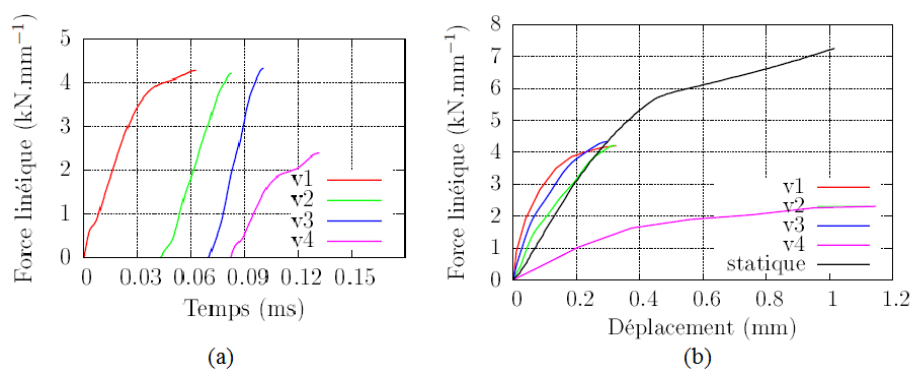 Force linéique (kN.mm⁻¹)
5
4
3
2
1
0
v1
v2
v3
v4
0 0.03 0.06 0.09 0.12 0.15
Temps (ms)
(a)
Force linéique (kN.mm⁻¹)
8
7
6
5
4
3
2
1
0
v1
v2
v3
v4
statique
0 0.2 0.4 0.6 0.8 1 1.2
Déplacement (mm)
(b)